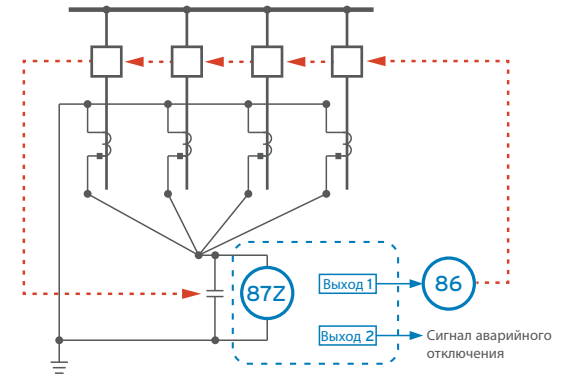 87Z
Выход 1
86
Выход 2
Сигнал аварийного
отключения